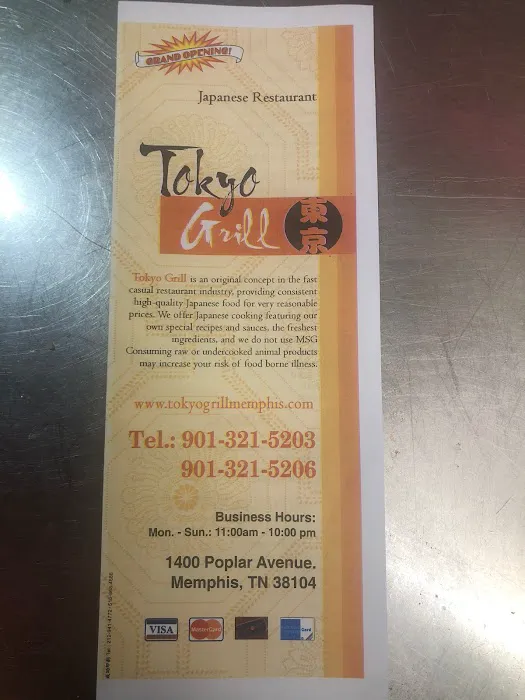 GRAND OPENING!
Japanese Restaurant
Tokyo
Grill
東京
Tokyo Grill is an original concept in the fast
casual restaurant industry, providing consistent
high-quality Japanese food for very reasonable
prices. We offer Japanese cooking featuring our
own special recipes and sauces, the freshest
ingredients, and we do not use MSG
Consuming raw or undercooked animal products
may increase your risk of food borne illness.
www.tokyogrillmemphis.com
Tel.: 901-321-5203
901-321-5206
Business Hours:
Mon. - Sun.: 11:00am - 10:00 pm
1400 Poplar Avenue.
Memphis, TN 38104
VISA
MasterCard